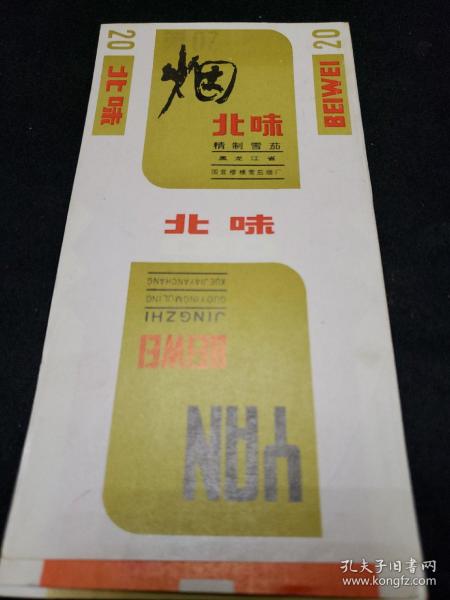 20
北味
烟
北味
精制雪茄
黑龙江省
国营穆棱雪茄烟厂
BEIWEI 20
北味
XUEJIAYANCHANG
GUOYINGMULING
JINGZHI
BEIWEI
YAN
孔夫子旧书网
www.kongfz.com